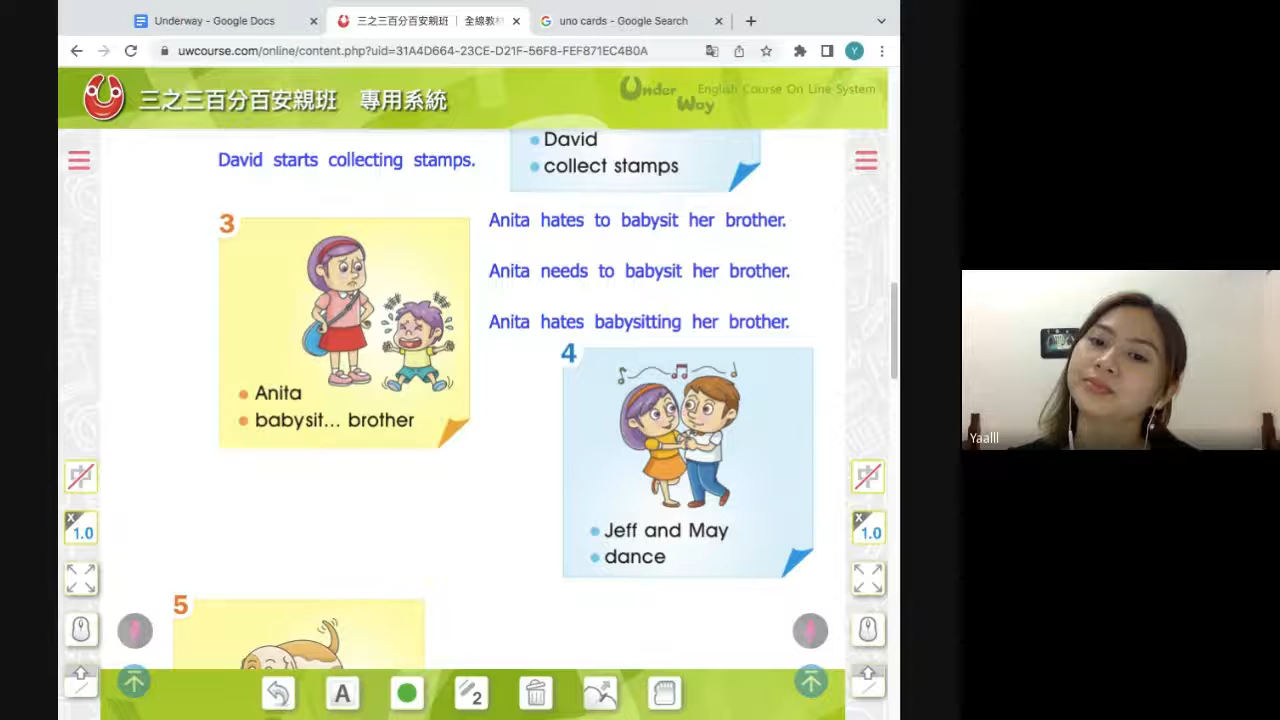 Underway - Google Docs
三之三百分百安親班 | 全線教材
uno cards - Google Search
uwcourse.com/online/content.php?uid=31A4D664-23CE-D21F-56F8-FEF871EC4B0A
Y
三之三百分百安親班 專用系統
Under Way
English Course On Line System
David
collect stamps
David starts collecting stamps.
3
Anita hates to babysit her brother.
Anita needs to babysit her brother.
Anita hates babysitting her brother.
Anita
babysit... brother
4
Jeff and May
dance
5
X 1.0
X 1.0
A
2
Yaalll